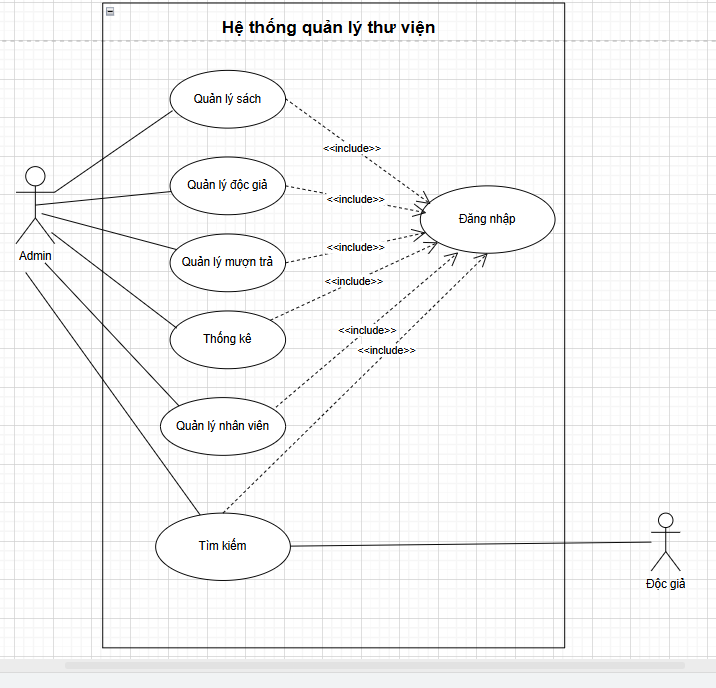 Hệ thống quản lý thư viện
Quản lý sách
<<include>>
Quản lý độc giả
<<include>>
Đăng nhập
Admin
<<include>>
Quản lý mượn trả
<<include>>
Thống kê
<<include>>
<<include>>
Quản lý nhân viên
Tìm kiếm
Độc giả